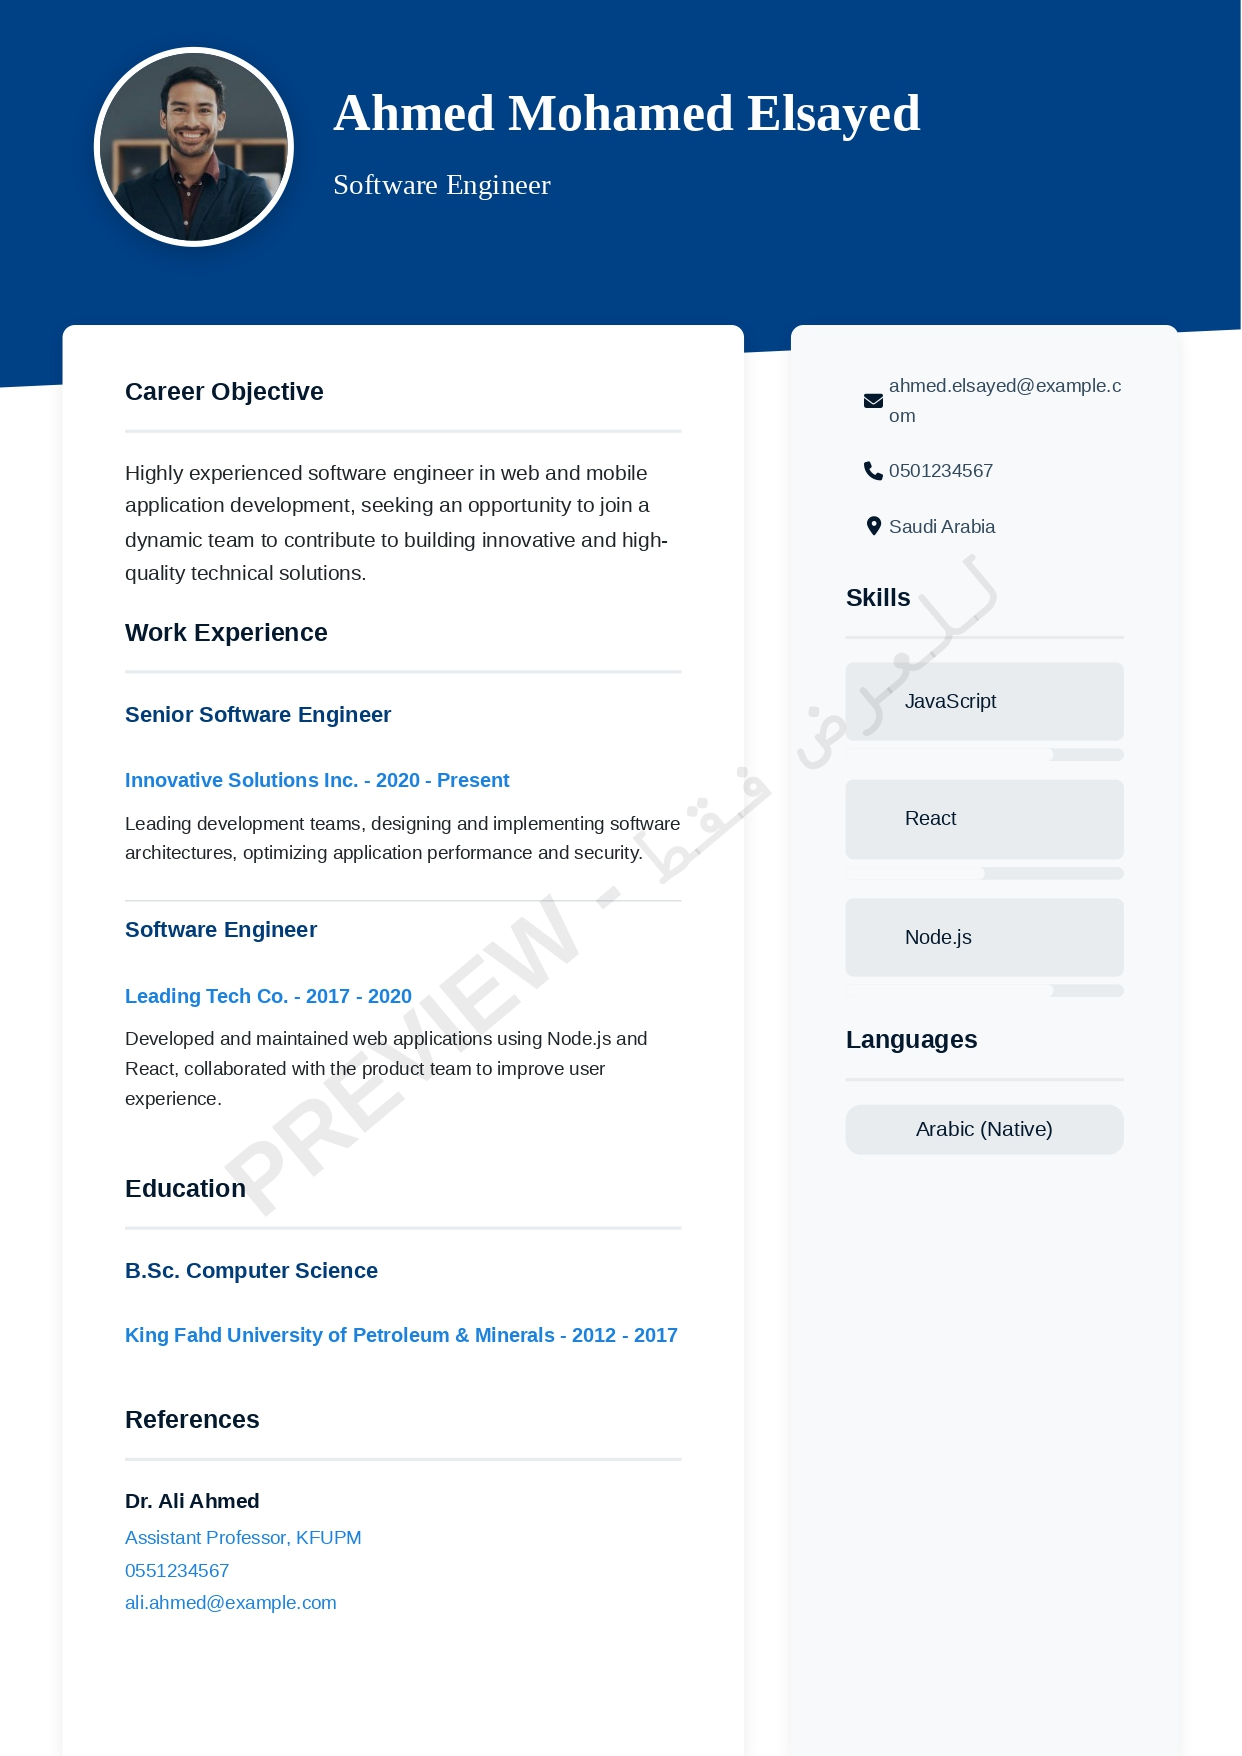 Ahmed Mohamed Elsayed
Software Engineer
Career Objective
Highly experienced software engineer in web and mobile
application development, seeking an opportunity to join a
dynamic team to contribute to building innovative and high-
quality technical solutions.
Work Experience
Senior Software Engineer
Innovative Solutions Inc. - 2020 - Present
Leading development teams, designing and implementing software
architectures, optimizing application performance and security.
Software Engineer
Leading Tech Co. - 2017 - 2020
Developed and maintained web applications using Node.js and
React, collaborated with the product team to improve user
experience.
Education
B.Sc. Computer Science
King Fahd University of Petroleum & Minerals - 2012 - 2017
References
Dr. Ali Ahmed
Assistant Professor, KFUPM
0551234567
ali.ahmed@example.com
ahmed.elsayed@example.c
om
0501234567
Saudi Arabia
Skills
JavaScript
React
Node.js
Languages
Arabic (Native)
PREVIEW - للعرض فقط